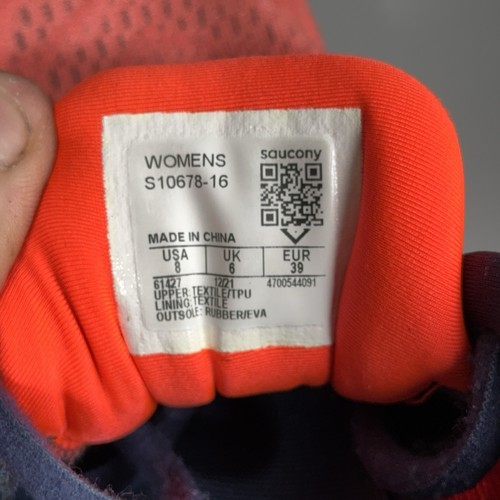 WOMENS saucony
S10678-16
MADE IN CHINA
USA UK EUR
8 6 39
61427 12/21 4700544091
UPPER: TEXTILE/TPU
LINING: TEXTILE
OUTSOLE: RUBBER/EVA